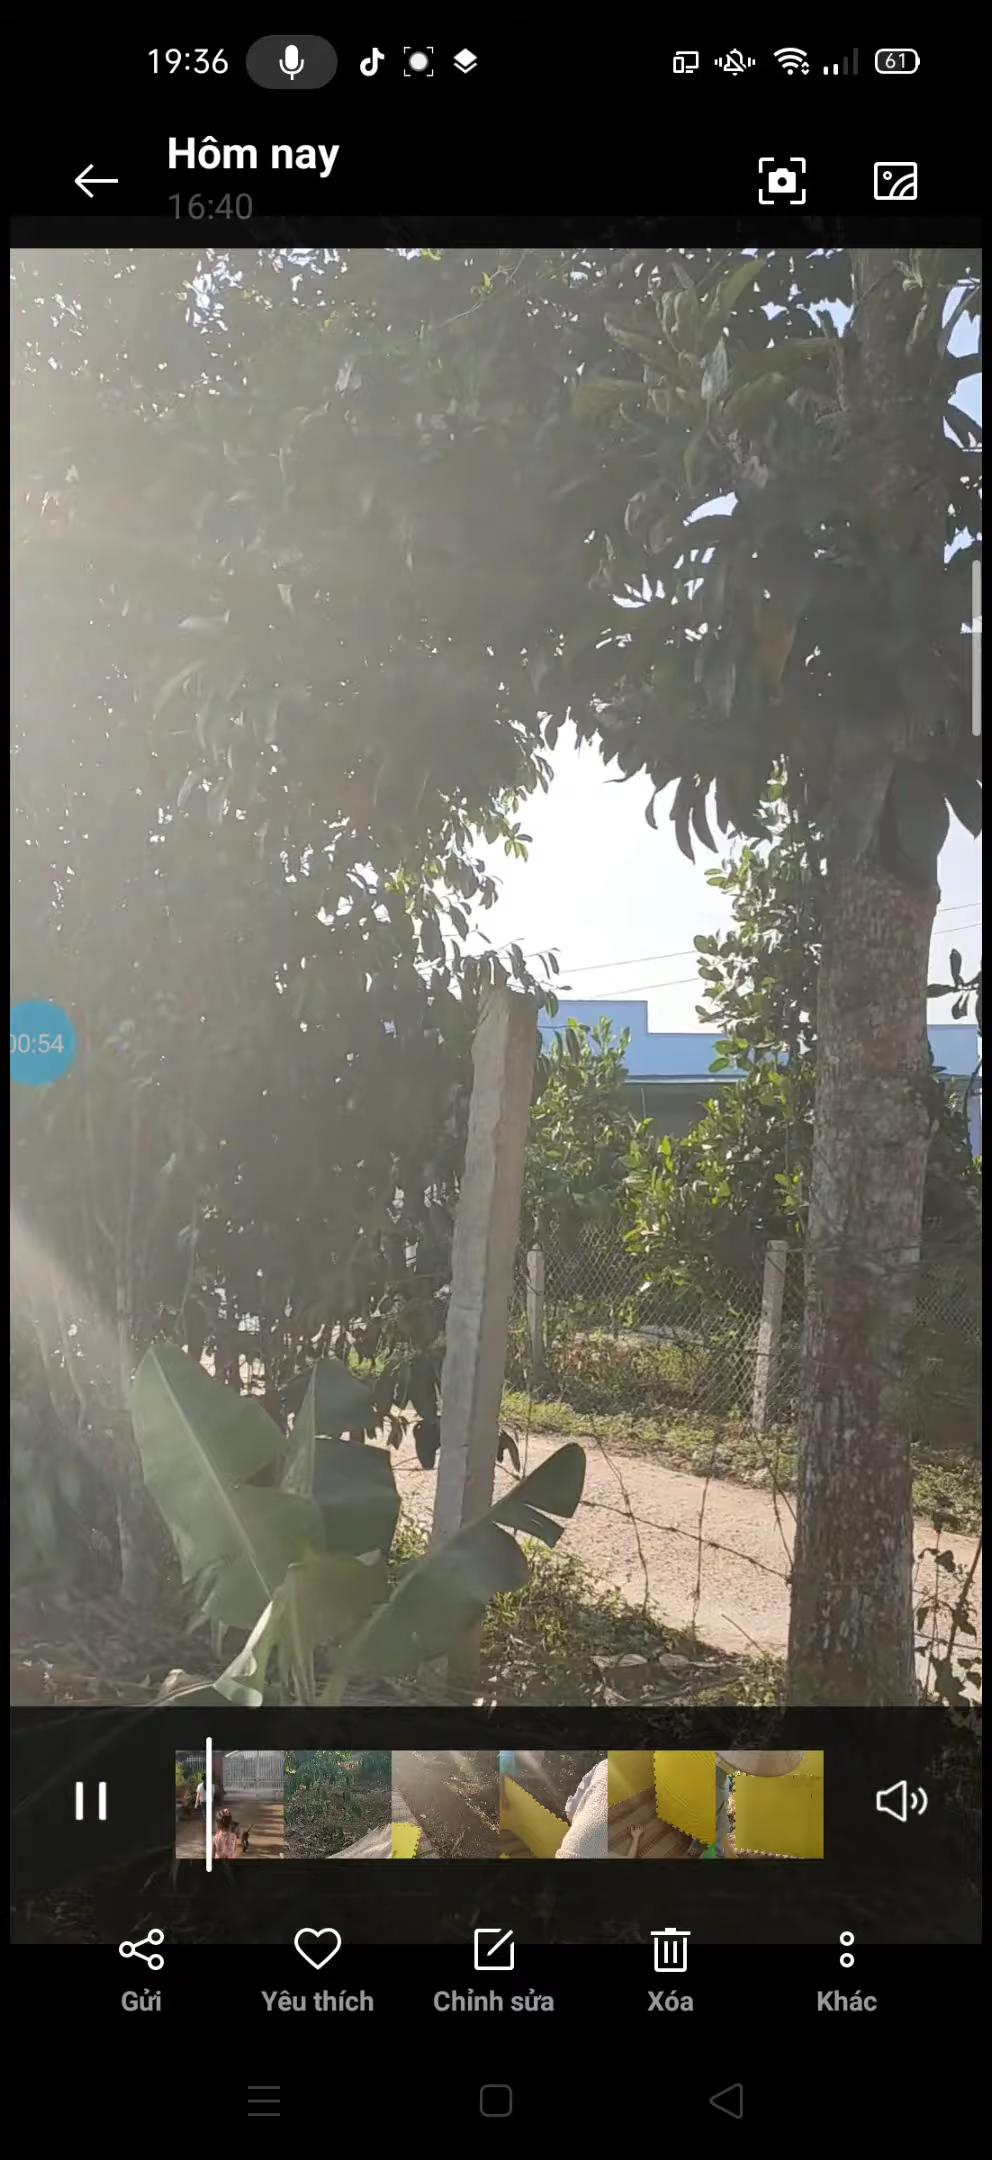 19:36
61
Hôm nay
16:40
00:54
Gửi
Yêu thích
Chỉnh sửa
Xóa
Khác